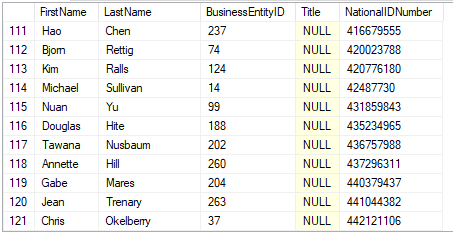 FirstName LastName BusinessEntityID Title NationalIDNumber
111 Hao Chen 237 NULL 416679555
112 Bjorn Rettig 74 NULL 420023788
113 Kim Ralls 124 NULL 420776180
114 Michael Sullivan 14 NULL 42487730
115 Nuan Yu 99 NULL 431859843
116 Douglas Hite 188 NULL 435234965
117 Tawana Nusbaum 202 NULL 436757988
118 Annette Hill 260 NULL 437296311
119 Gabe Mares 204 NULL 440379437
120 Jean Trenary 263 NULL 441044382
121 Chris Okelberry 37 NULL 442121106